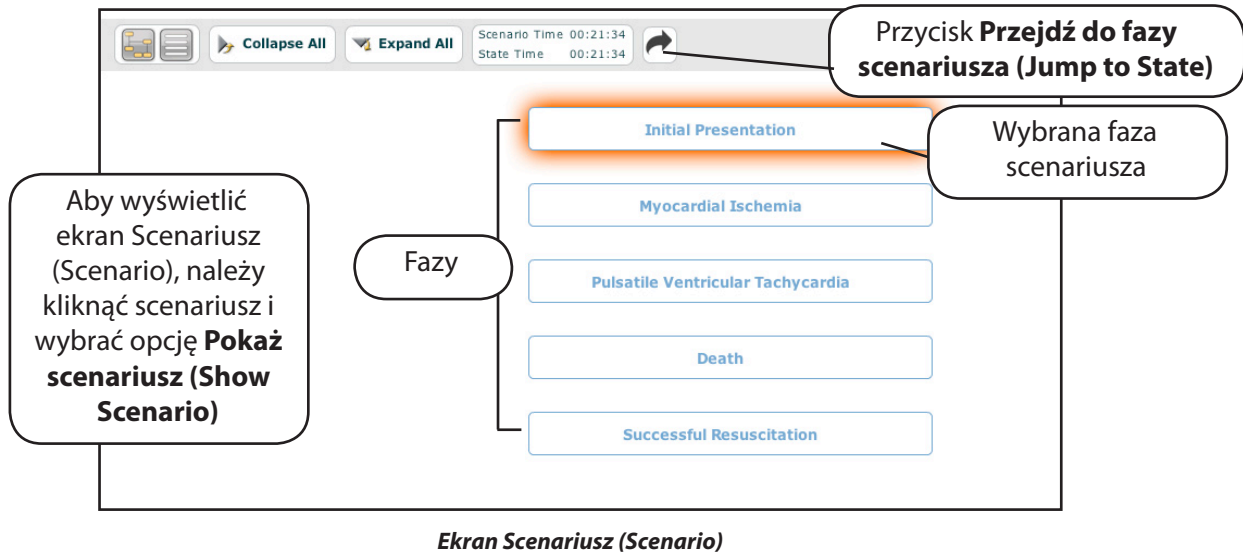 Collapse All
Expand All
Scenario Time 00:21:34
State Time 00:21:34
Przycisk Przejdź do fazy
scenariusza (Jump to State)
Initial Presentation
Wybrana faza
scenariusza
Aby wyświetlić
ekran Scenariusz
(Scenario), należy
kliknąć scenariusz i
wybrać opcję Pokaż
scenariusz (Show
Scenario)
Myocardial Ischemia
Fazy
Pulsatile Ventricular Tachycardia
Death
Successful Resuscitation
Ekran Scenariusz (Scenario)